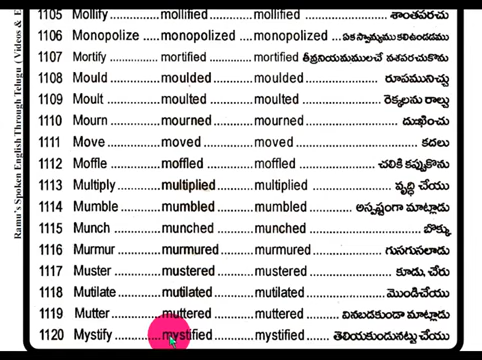 1105 Mollify ............mollified ............mollified ............ శాంతపరచు
1106 Monopolize .....monopolized ....monopolized ....ఏకస్వామ్యముకలిఉండడము
1107 Mortify ............mortified ............mortified తీవ్రనియమములచే వశపరచుకొను
1108 Mould ............moulded ............moulded ............ రూపమునిచ్చు
1109 Moult ............moulted ............moulted ............ రెక్కలను రాల్చు
1110 Mourn ............mourned ............mourned ............ దుఃఖించు
1111 Move ............moved ............moved ............ కదలు
1112 Moffle ............moffled ............moffled ............ చలికి కప్పుకొను
1113 Multiply ............multiplied ............multiplied ............ వృద్ధి చేయు
1114 Mumble ............mumbled ............mumbled ............ అస్పష్టంగా మాట్లాడు
1115 Munch ............munched ............munched ............ బొక్కు
1116 Murmur ............murmured ............murmured ............ గుసగుసలాడు
1117 Muster ............mustered ............mustered ............ కూడు, చేరు
1118 Mutilate ............mutilated ............mutilated ............ మొండిచేయు
1119 Mutter ............muttered ............muttered ............ వినబడకుండా మాట్లాడు
1120 Mystify ............mystified ............mystified ...... తెలియకుండునట్టు చేయు
Ramu's Spoken English Through Telugu ( Videos & E